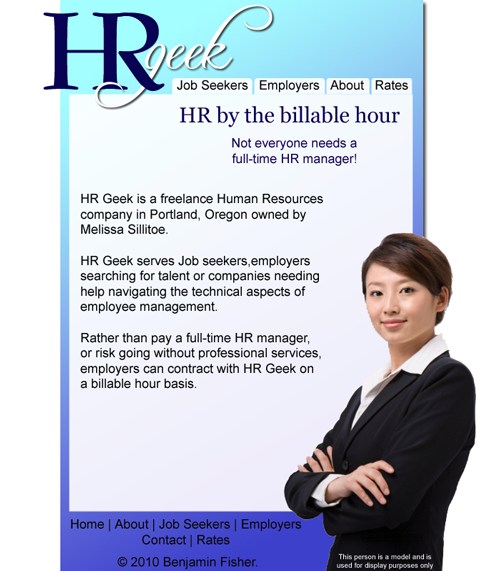 HR geek
Job Seekers Employers About Rates
HR by the billable hour
Not everyone needs a
full-time HR manager!
HR Geek is a freelance Human Resources
company in Portland, Oregon owned by
Melissa Sillitoe.
HR Geek serves Job seekers,employers
searching for talent or companies needing
help navigating the technical aspects of
employee management.
Rather than pay a full-time HR manager,
or risk going without professional services,
employers can contract with HR Geek on
a billable hour basis.
Home | About | Job Seekers | Employers
Contact | Rates
© 2010 Benjamin Fisher.
This person is a model and is
used for display purposes only